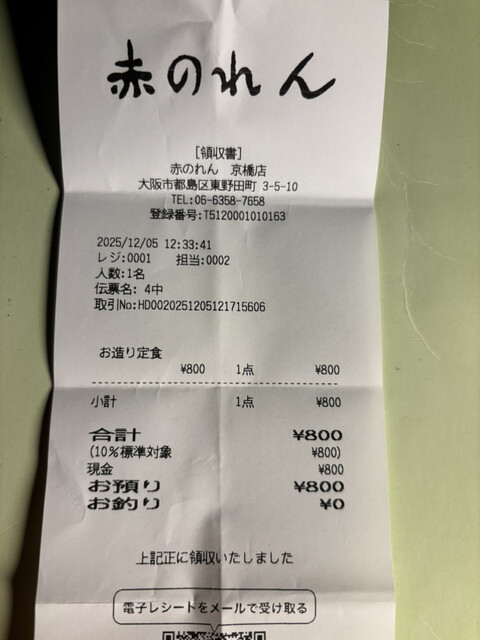 赤のれん
[領収書]
赤のれん 京橋店
大阪市都島区東野田町 3-5-10
TEL:06-6358-7658
登録番号:T5120001010163
2025/12/05 12:33:41
レジ:0001 担当:0002
人数:1名
伝票名: 4中
取引No:HD0020251205121715606
お造り定食
¥800 1点 ¥800
小計 1点 ¥800
合計 ¥800
(10%標準対象 ¥800)
現金 ¥800
お預り ¥800
お釣り ¥0
上記正に領収いたしました
電子レシートをメールで受け取る